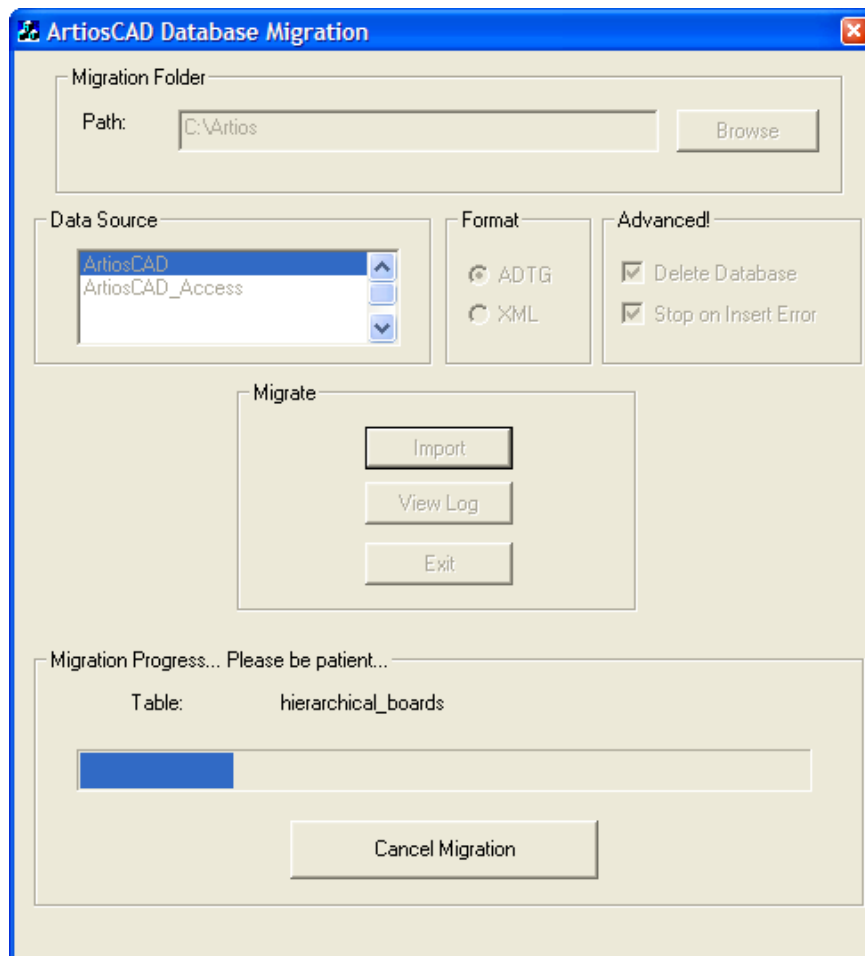 ArtiosCAD Database Migration
Migration Folder
Path:
C:\Artios
Browse
Data Source
ArtiosCAD
ArtiosCAD_Access
Format
ADTG
XML
Advanced!
Delete Database
Stop on Insert Error
Migrate
Import
View Log
Exit
Migration Progress... Please be patient...
Table: hierarchical_boards
Cancel Migration